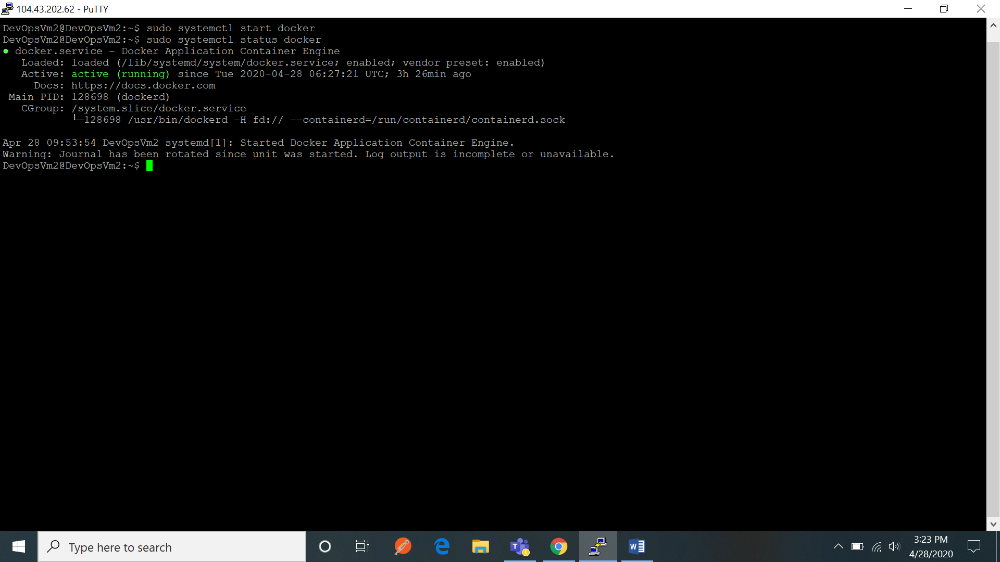 104.43.202.62 - PuTTY
DevOpsVm2@DevOpsVm2:~$ sudo systemctl start docker
DevOpsVm2@DevOpsVm2:~$ sudo systemctl status docker
● docker.service - Docker Application Container Engine
   Loaded: loaded (/lib/systemd/system/docker.service; enabled; vendor preset: enabled)
   Active: active (running) since Tue 2020-04-28 06:27:21 UTC; 3h 26min ago
     Docs: https://docs.docker.com
 Main PID: 128698 (dockerd)
   CGroup: /system.slice/docker.service
           └─128698 /usr/bin/dockerd -H fd:// --containerd=/run/containerd/containerd.sock
Apr 28 09:53:54 DevOpsVm2 systemd[1]: Started Docker Application Container Engine.
Warning: Journal has been rotated since unit was started. Log output is incomplete or unavailable.
DevOpsVm2@DevOpsVm2:~$
Type here to search
3:23 PM
4/28/2020